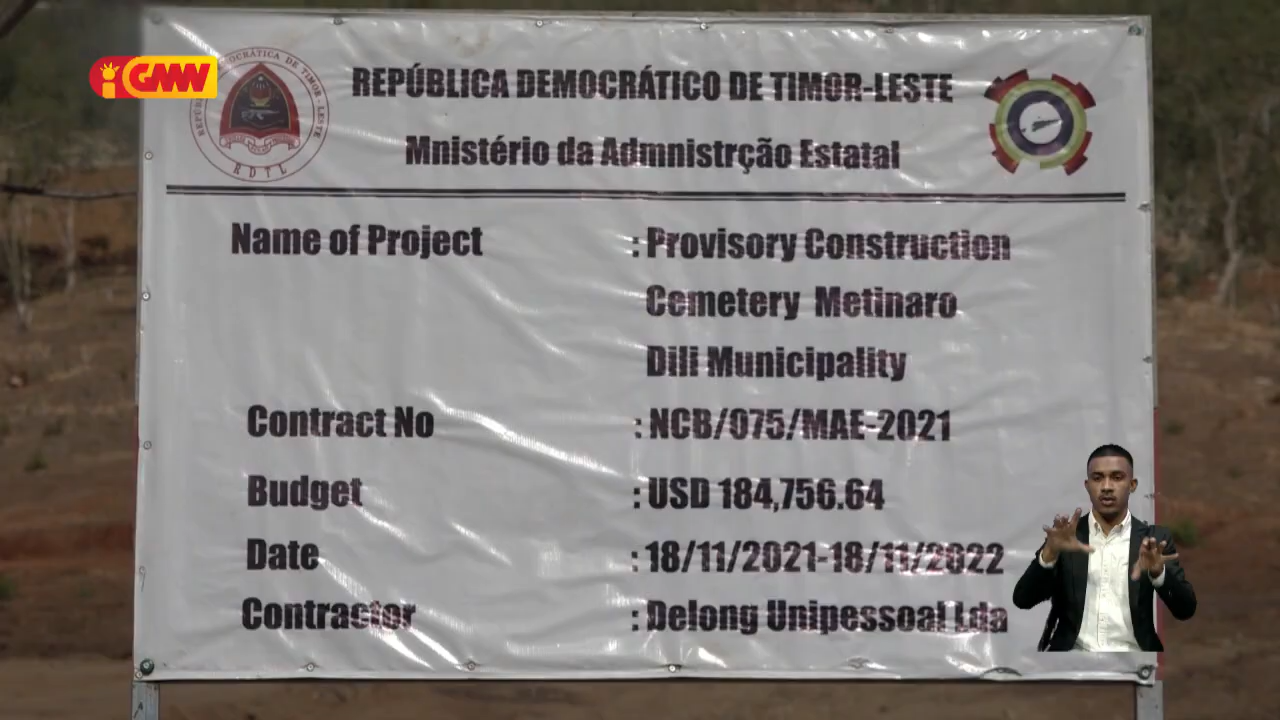 GMN
REPÚBLICA DEMOCRÁTICO DE TIMOR-LESTE
Mnistério da Admnistrção Estatal
Name of Project : Provisory Construction
Cemetery Metinaro
Dili Municipality
Contract No : NCB/075/MAE-2021
Budget : USD 184,756.64
Date : 18/11/2021-18/11/2022
Contractor : Delong Unipessoal Lda
RDTL